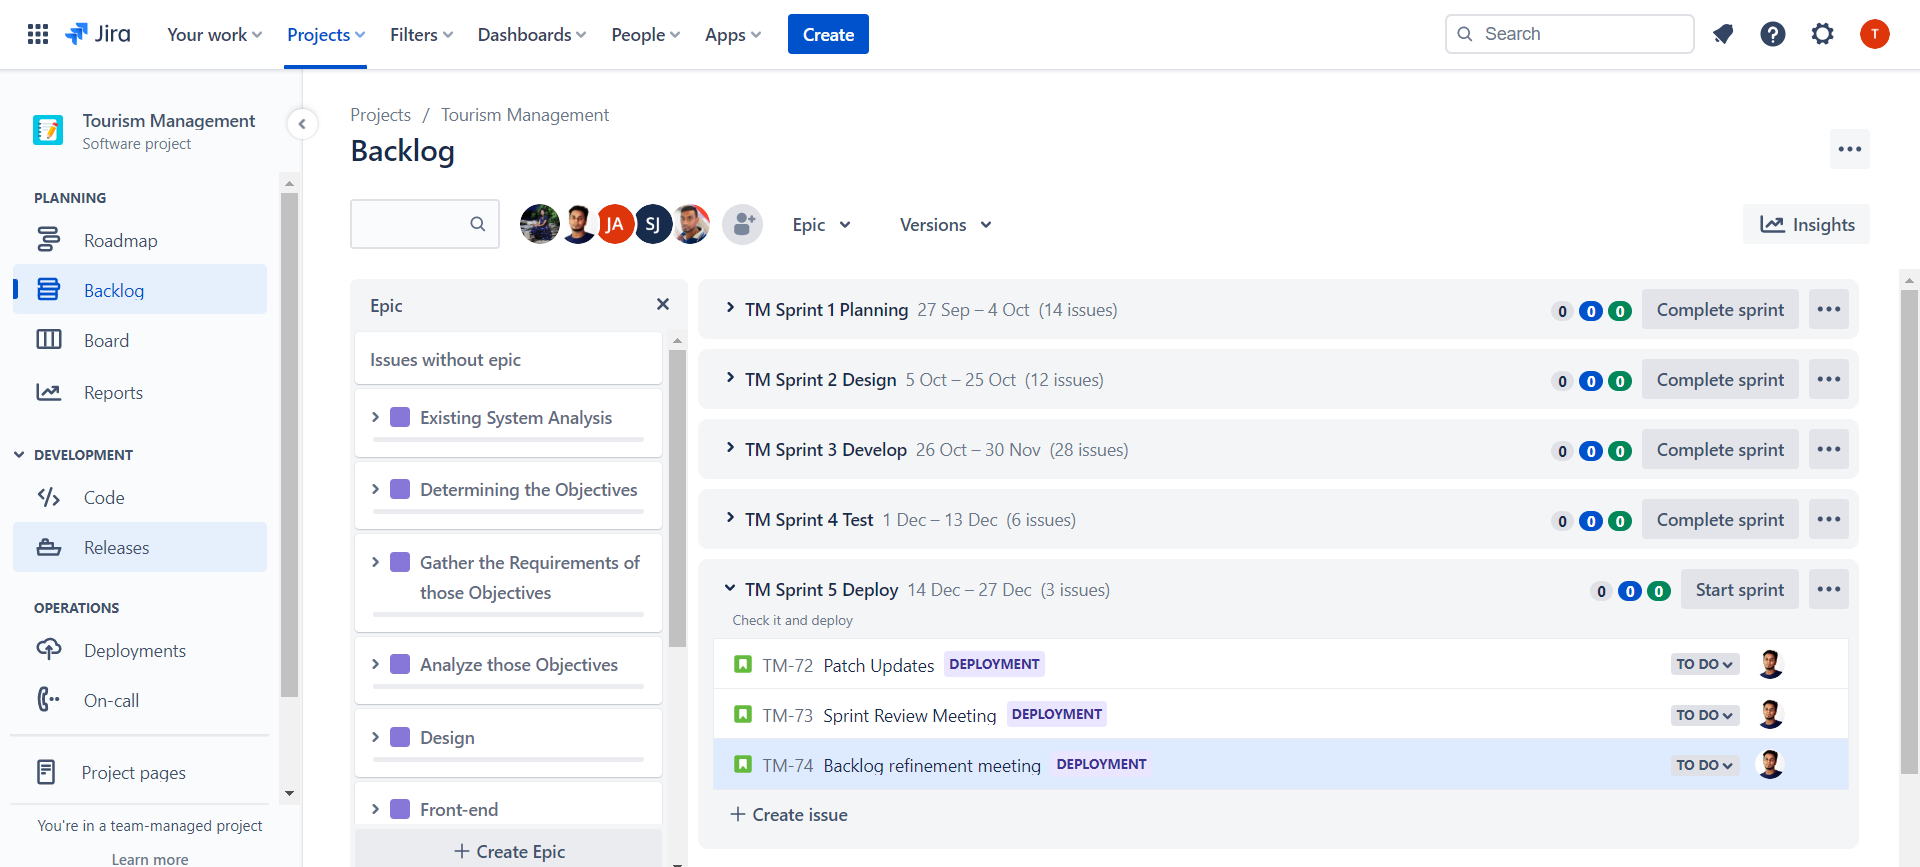 Jira
Your work
Projects
Filters
Dashboards
People
Apps
Create
Search
T
Tourism Management
Software project
PLANNING
Roadmap
Backlog
Board
Reports
DEVELOPMENT
Code
Releases
OPERATIONS
Deployments
On-call
Project pages
You're in a team-managed project
Learn more
Projects / Tourism Management
Backlog
JA
SJ
Epic
Versions
Insights
Epic
Issues without epic
Existing System Analysis
Determining the Objectives
Gather the Requirements of
those Objectives
Analyze those Objectives
Design
Front-end
Create Epic
TM Sprint 1 Planning 27 Sep – 4 Oct (14 issues) 0 0 0 Complete sprint
TM Sprint 2 Design 5 Oct – 25 Oct (12 issues) 0 0 0 Complete sprint
TM Sprint 3 Develop 26 Oct – 30 Nov (28 issues) 0 0 0 Complete sprint
TM Sprint 4 Test 1 Dec – 13 Dec (6 issues) 0 0 0 Complete sprint
TM Sprint 5 Deploy 14 Dec – 27 Dec (3 issues) 0 0 0 Start sprint
Check it and deploy
TM-72 Patch Updates DEPLOYMENT TO DO
TM-73 Sprint Review Meeting DEPLOYMENT TO DO
TM-74 Backlog refinement meeting DEPLOYMENT TO DO
Create issue